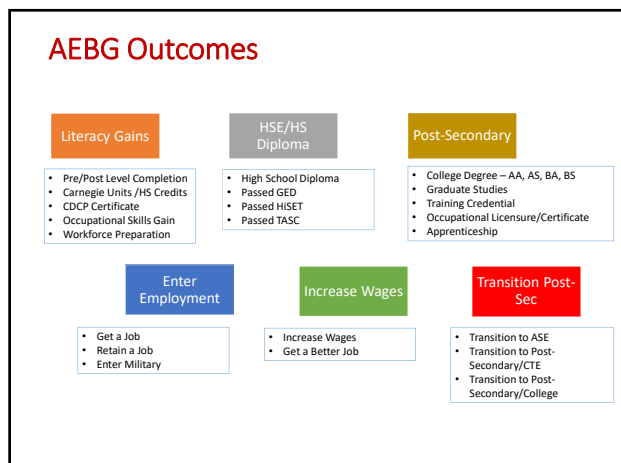 AEBG Outcomes
Literacy Gains
HSE/HS
Diploma
Post-Secondary
• Pre/Post Level Completion
• Carnegie Units /HS Credits
• CDCP Certificate
• Occupational Skills Gain
• Workforce Preparation
• High School Diploma
• Passed GED
• Passed HiSET
• Passed TASC
• College Degree – AA, AS, BA, BS
• Graduate Studies
• Training Credential
• Occupational Licensure/Certificate
• Apprenticeship
Enter
Employment
Increase Wages
Transition Post-
Sec
• Get a Job
• Retain a Job
• Enter Military
• Increase Wages
• Get a Better Job
• Transition to ASE
• Transition to Post-
Secondary/CTE
• Transition to Post-
Secondary/College